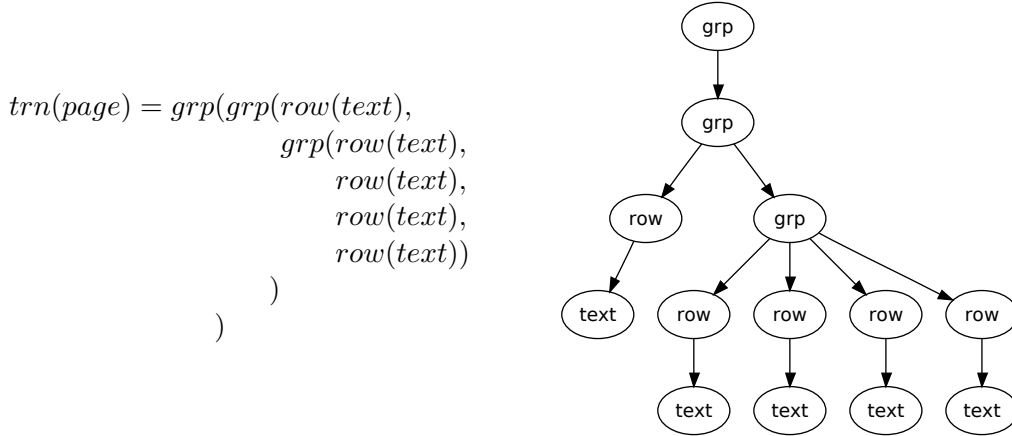 trn(page) = grp(grp(row(text),
grp(row(text),
row(text),
row(text),
row(text))
)
)
grp
grp
row grp
text row row row row
text text text text